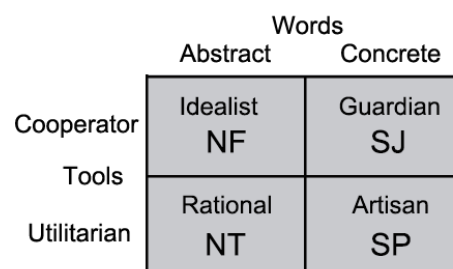 Words
Abstract Concrete
Cooperator
Idealist Guardian
NF SJ
Tools
Utilitarian
Rational Artisan
NT SP